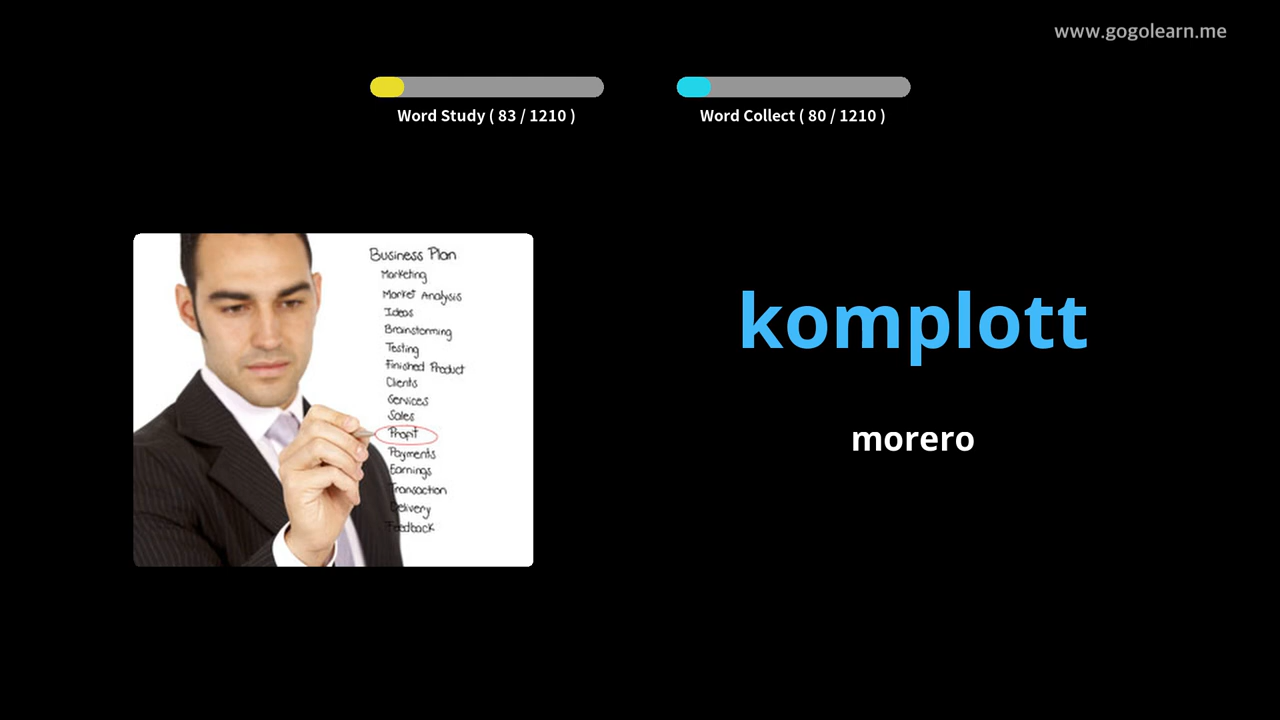 www.gogolearn.me
Word Study ( 83 / 1210 )
Word Collect ( 80 / 1210 )
Business Plan
Marketing
Market Analysis
Ideas
Brainstorming
Testing
Finished Product
Clients
Services
Sales
Profit
Payments
Earnings
Transaction
Delivery
Feedback
komplott
morero